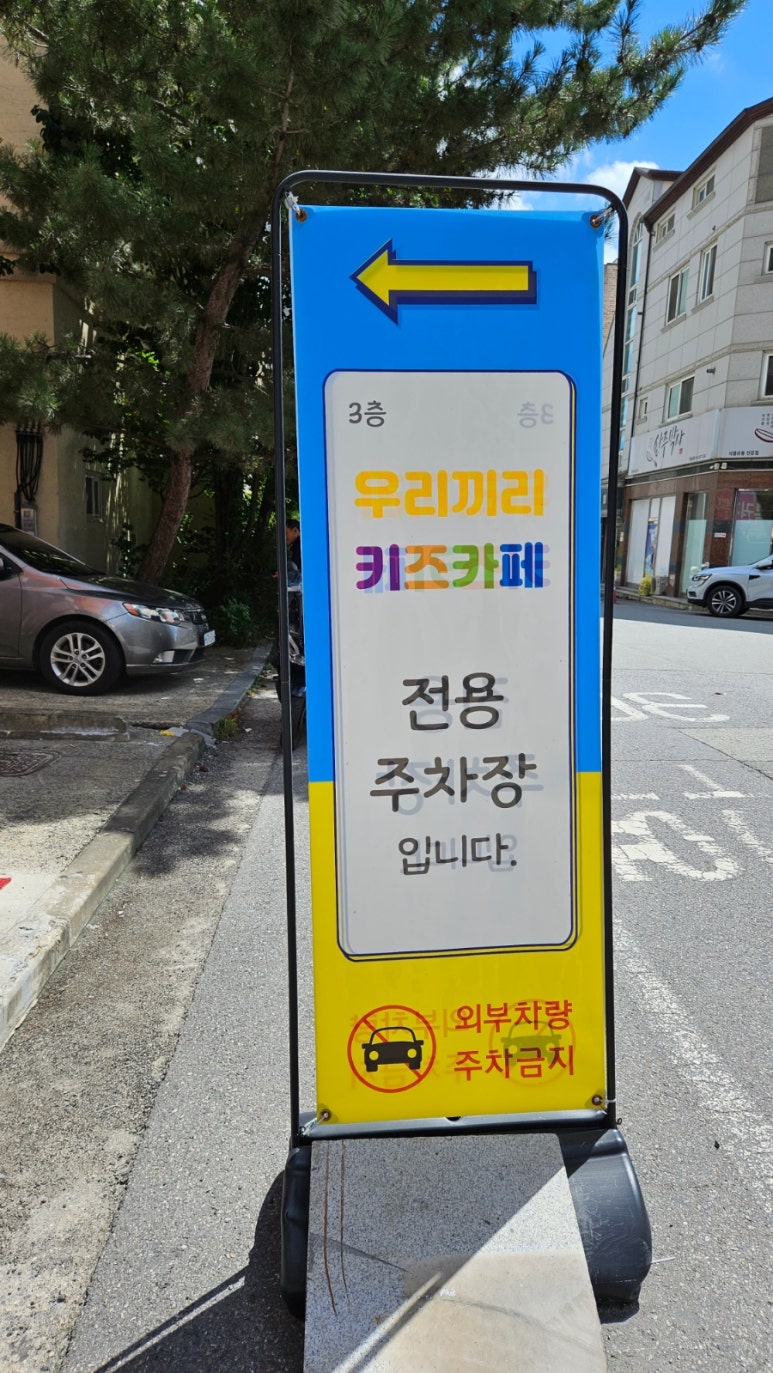 3층
우리끼리
키즈카페
전용
주차장
입니다.
외부차량
주차금지
30